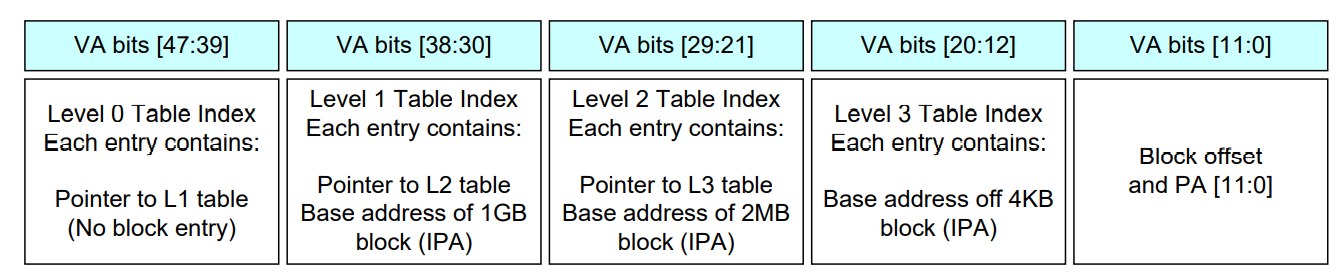 VA bits [47:39]
VA bits [38:30]
VA bits [29:21]
VA bits [20:12]
VA bits [11:0]
Level 0 Table Index
Each entry contains:
Pointer to L1 table
(No block entry)
Level 1 Table Index
Each entry contains:
Pointer to L2 table
Base address of 1GB
block (IPA)
Level 2 Table Index
Each entry contains:
Pointer to L3 table
Base address of 2MB
block (IPA)
Level 3 Table Index
Each entry contains:
Base address off 4KB
block (IPA)
Block offset
and PA [11:0]